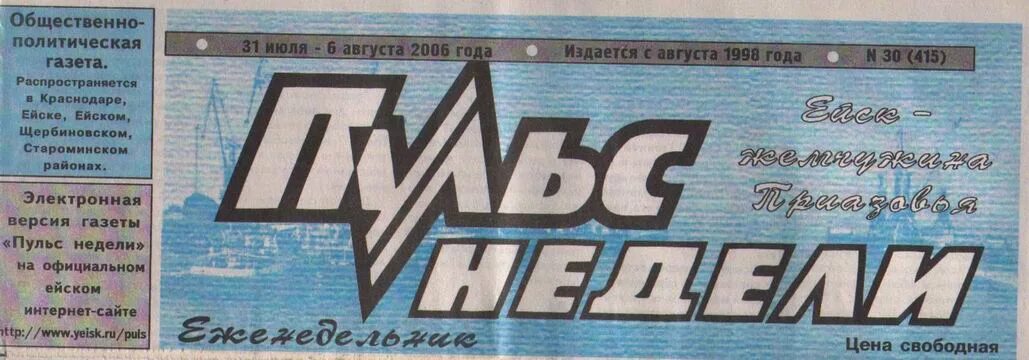 Общественно-
политическая
газета.
Распространяется
в Краснодаре,
Ейске, Ейском,
Щербиновском,
Староминском
районах.
Электронная
версия газеты
«Пульс недели»
на официальном
ейском
интернет-сайте
http://www.yeisk.ru/puls
31 июля - 6 августа 2006 года
Издается с августа 1998 года
N 30 (415)
ПУЛЬС
НЕДЕЛИ
Ейск -
жемчужина
Приазовья
Еженедельник
Цена свободная